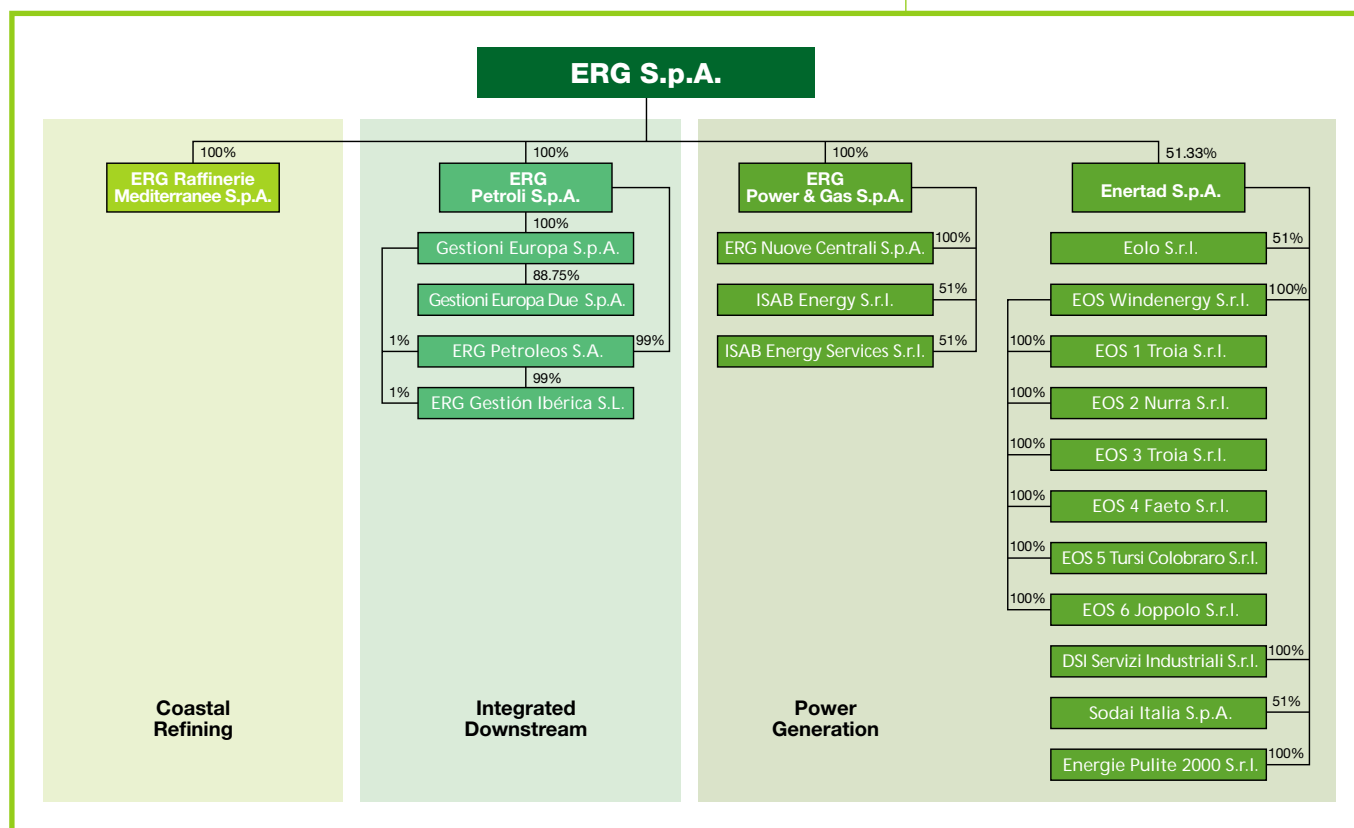 ERG S.p.A.
100%
100%
100%
51.33%
ERG Raffinerie
Mediterranee S.p.A.
ERG
Petroli S.p.A.
ERG
Power & Gas S.p.A.
Enertad S.p.A.
100%
Gestioni Europa S.p.A.
88.75%
Gestioni Europa Due S.p.A.
1%
ERG Petroleos S.A.
99%
99%
1%
ERG Gestión Ibérica S.L.
ERG Nuove Centrali S.p.A.
100%
ISAB Energy S.r.l.
51%
ISAB Energy Services S.r.l.
51%
Eolo S.r.l.
51%
EOS Windenergy S.r.l.
100%
100%
EOS 1 Troia S.r.l.
100%
EOS 2 Nurra S.r.l.
100%
EOS 3 Troia S.r.l.
100%
EOS 4 Faeto S.r.l.
100%
EOS 5 Tursi Colobraro S.r.l.
100%
EOS 6 Joppolo S.r.l.
DSI Servizi Industriali S.r.l.
100%
Sodai Italia S.p.A.
51%
Energie Pulite 2000 S.r.l.
100%
Coastal
Refining
Integrated
Downstream
Power
Generation